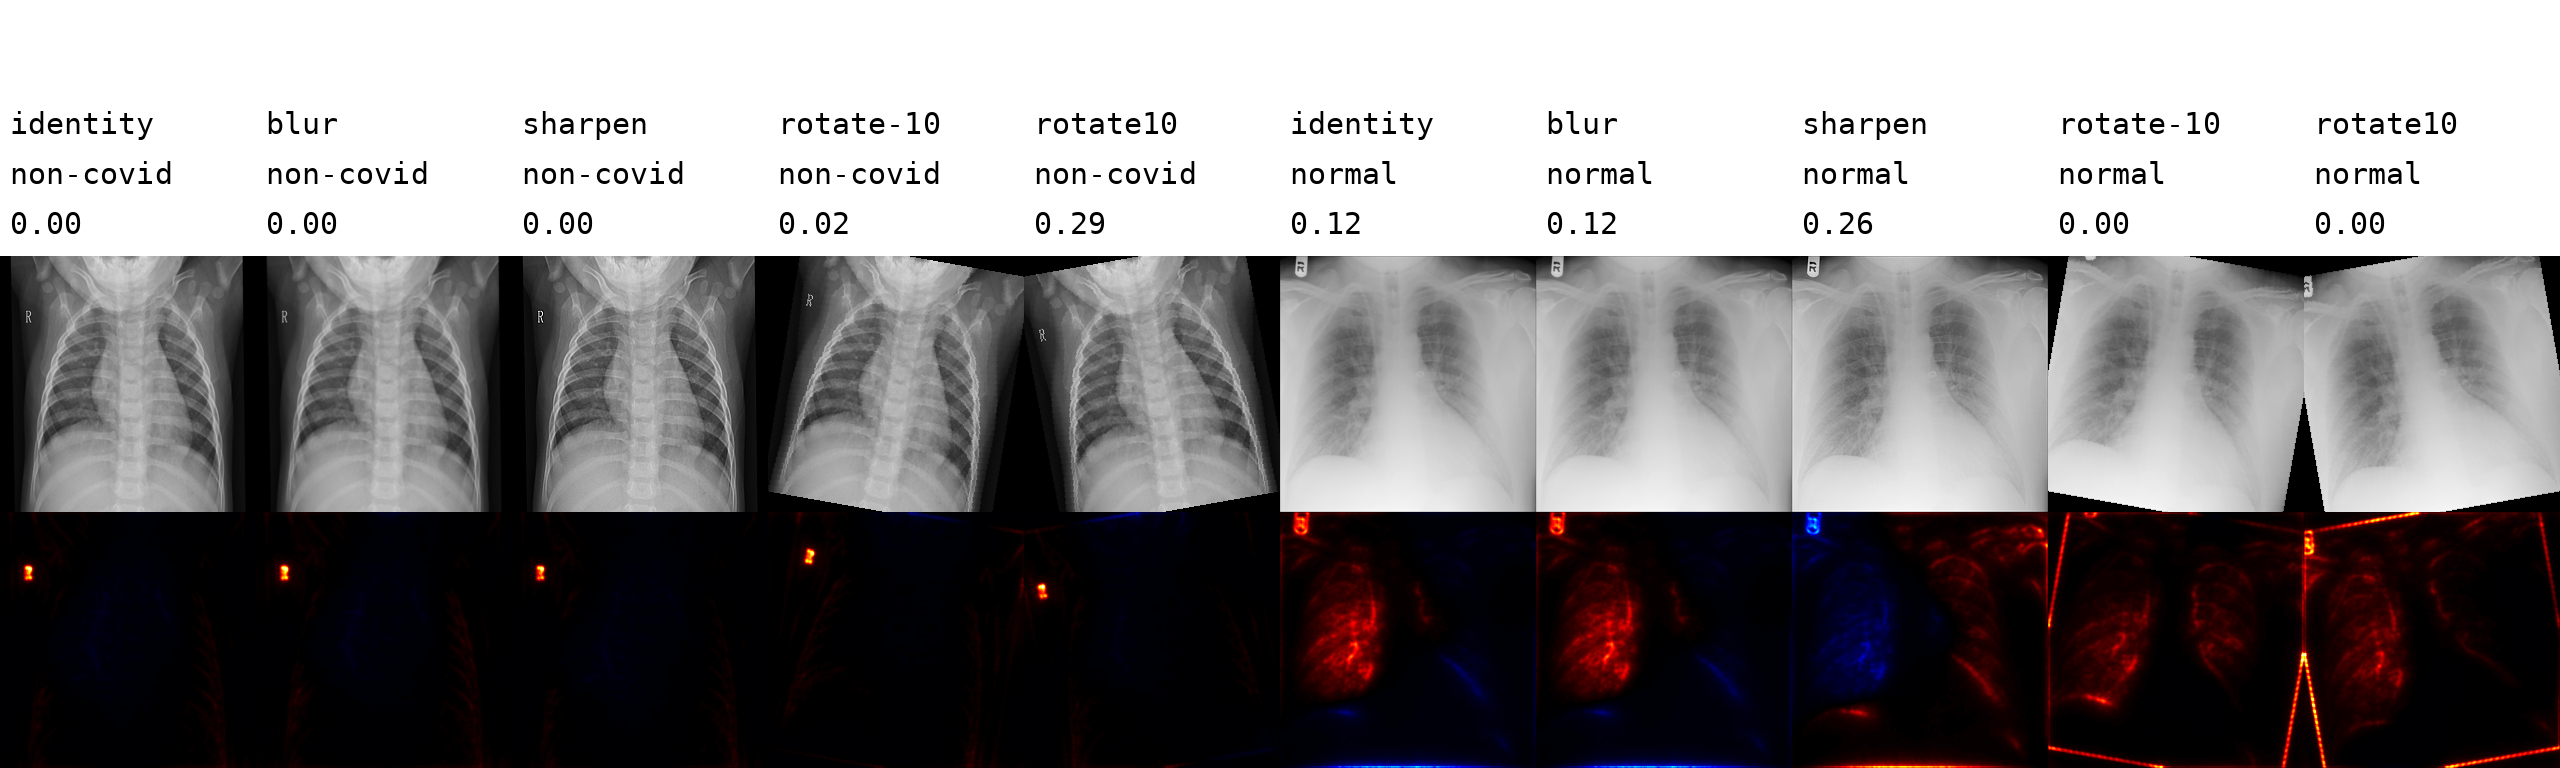 identity blur sharpen rotate-10 rotate10 identity blur sharpen rotate-10 rotate10
non-covid non-covid non-covid non-covid non-covid normal normal normal normal normal
0.00 0.00 0.00 0.02 0.29 0.12 0.12 0.26 0.00 0.00
R R R R R